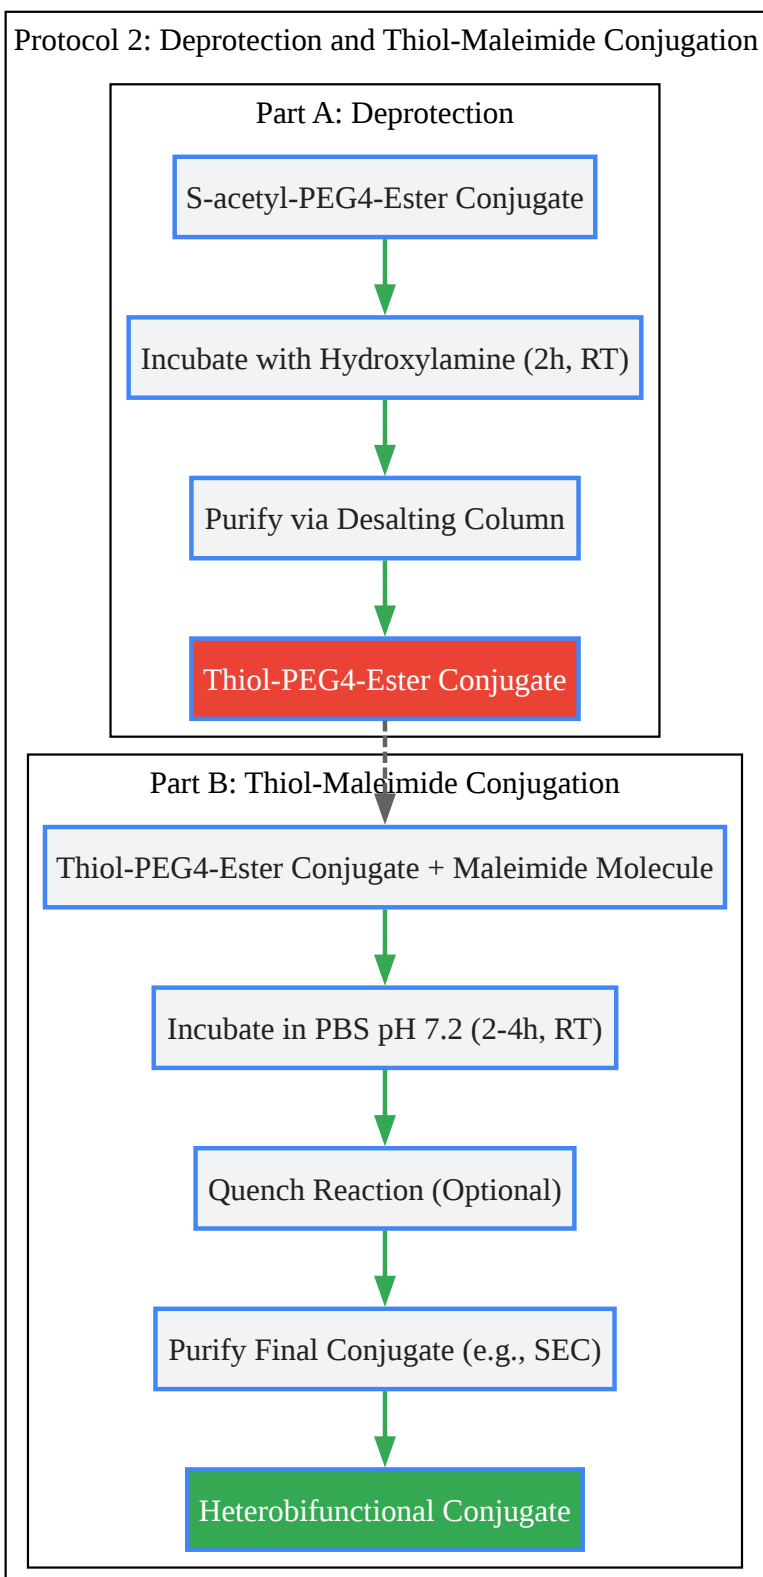 Protocol 2: Deprotection and Thiol-Maleimide Conjugation
Part A: Deprotection
S-acetyl-PEG4-Ester Conjugate
Incubate with Hydroxylamine (2h, RT)
Purify via Desalting Column
Thiol-PEG4-Ester Conjugate
Part B: Thiol-Maleimide Conjugation
Thiol-PEG4-Ester Conjugate + Maleimide Molecule
Incubate in PBS pH 7.2 (2-4h, RT)
Quench Reaction (Optional)
Purify Final Conjugate (e.g., SEC)
Heterobifunctional Conjugate